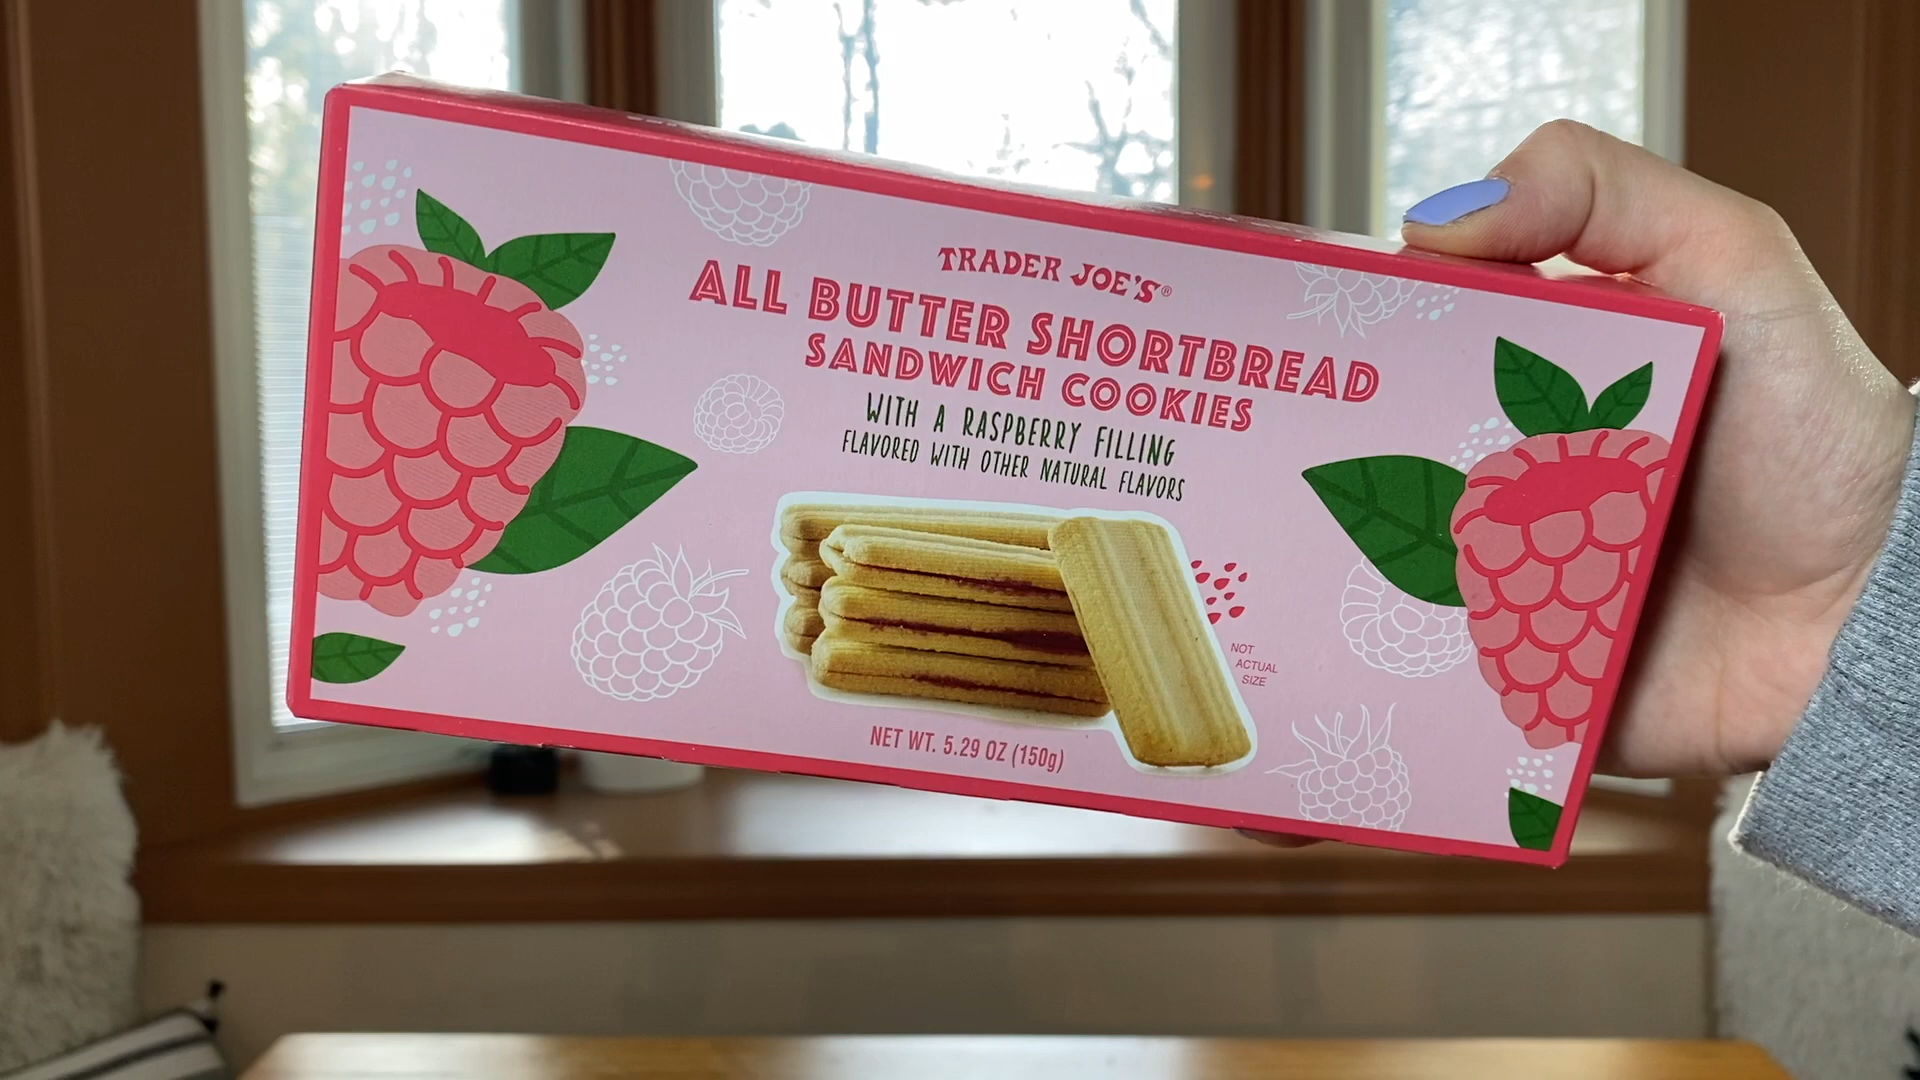 TRADER JOE'S®
ALL BUTTER SHORTBREAD
SANDWICH COOKIES
WITH A RASPBERRY FILLING
FLAVORED WITH OTHER NATURAL FLAVORS
NOT
ACTUAL
SIZE
NET WT. 5.29 OZ (150g)